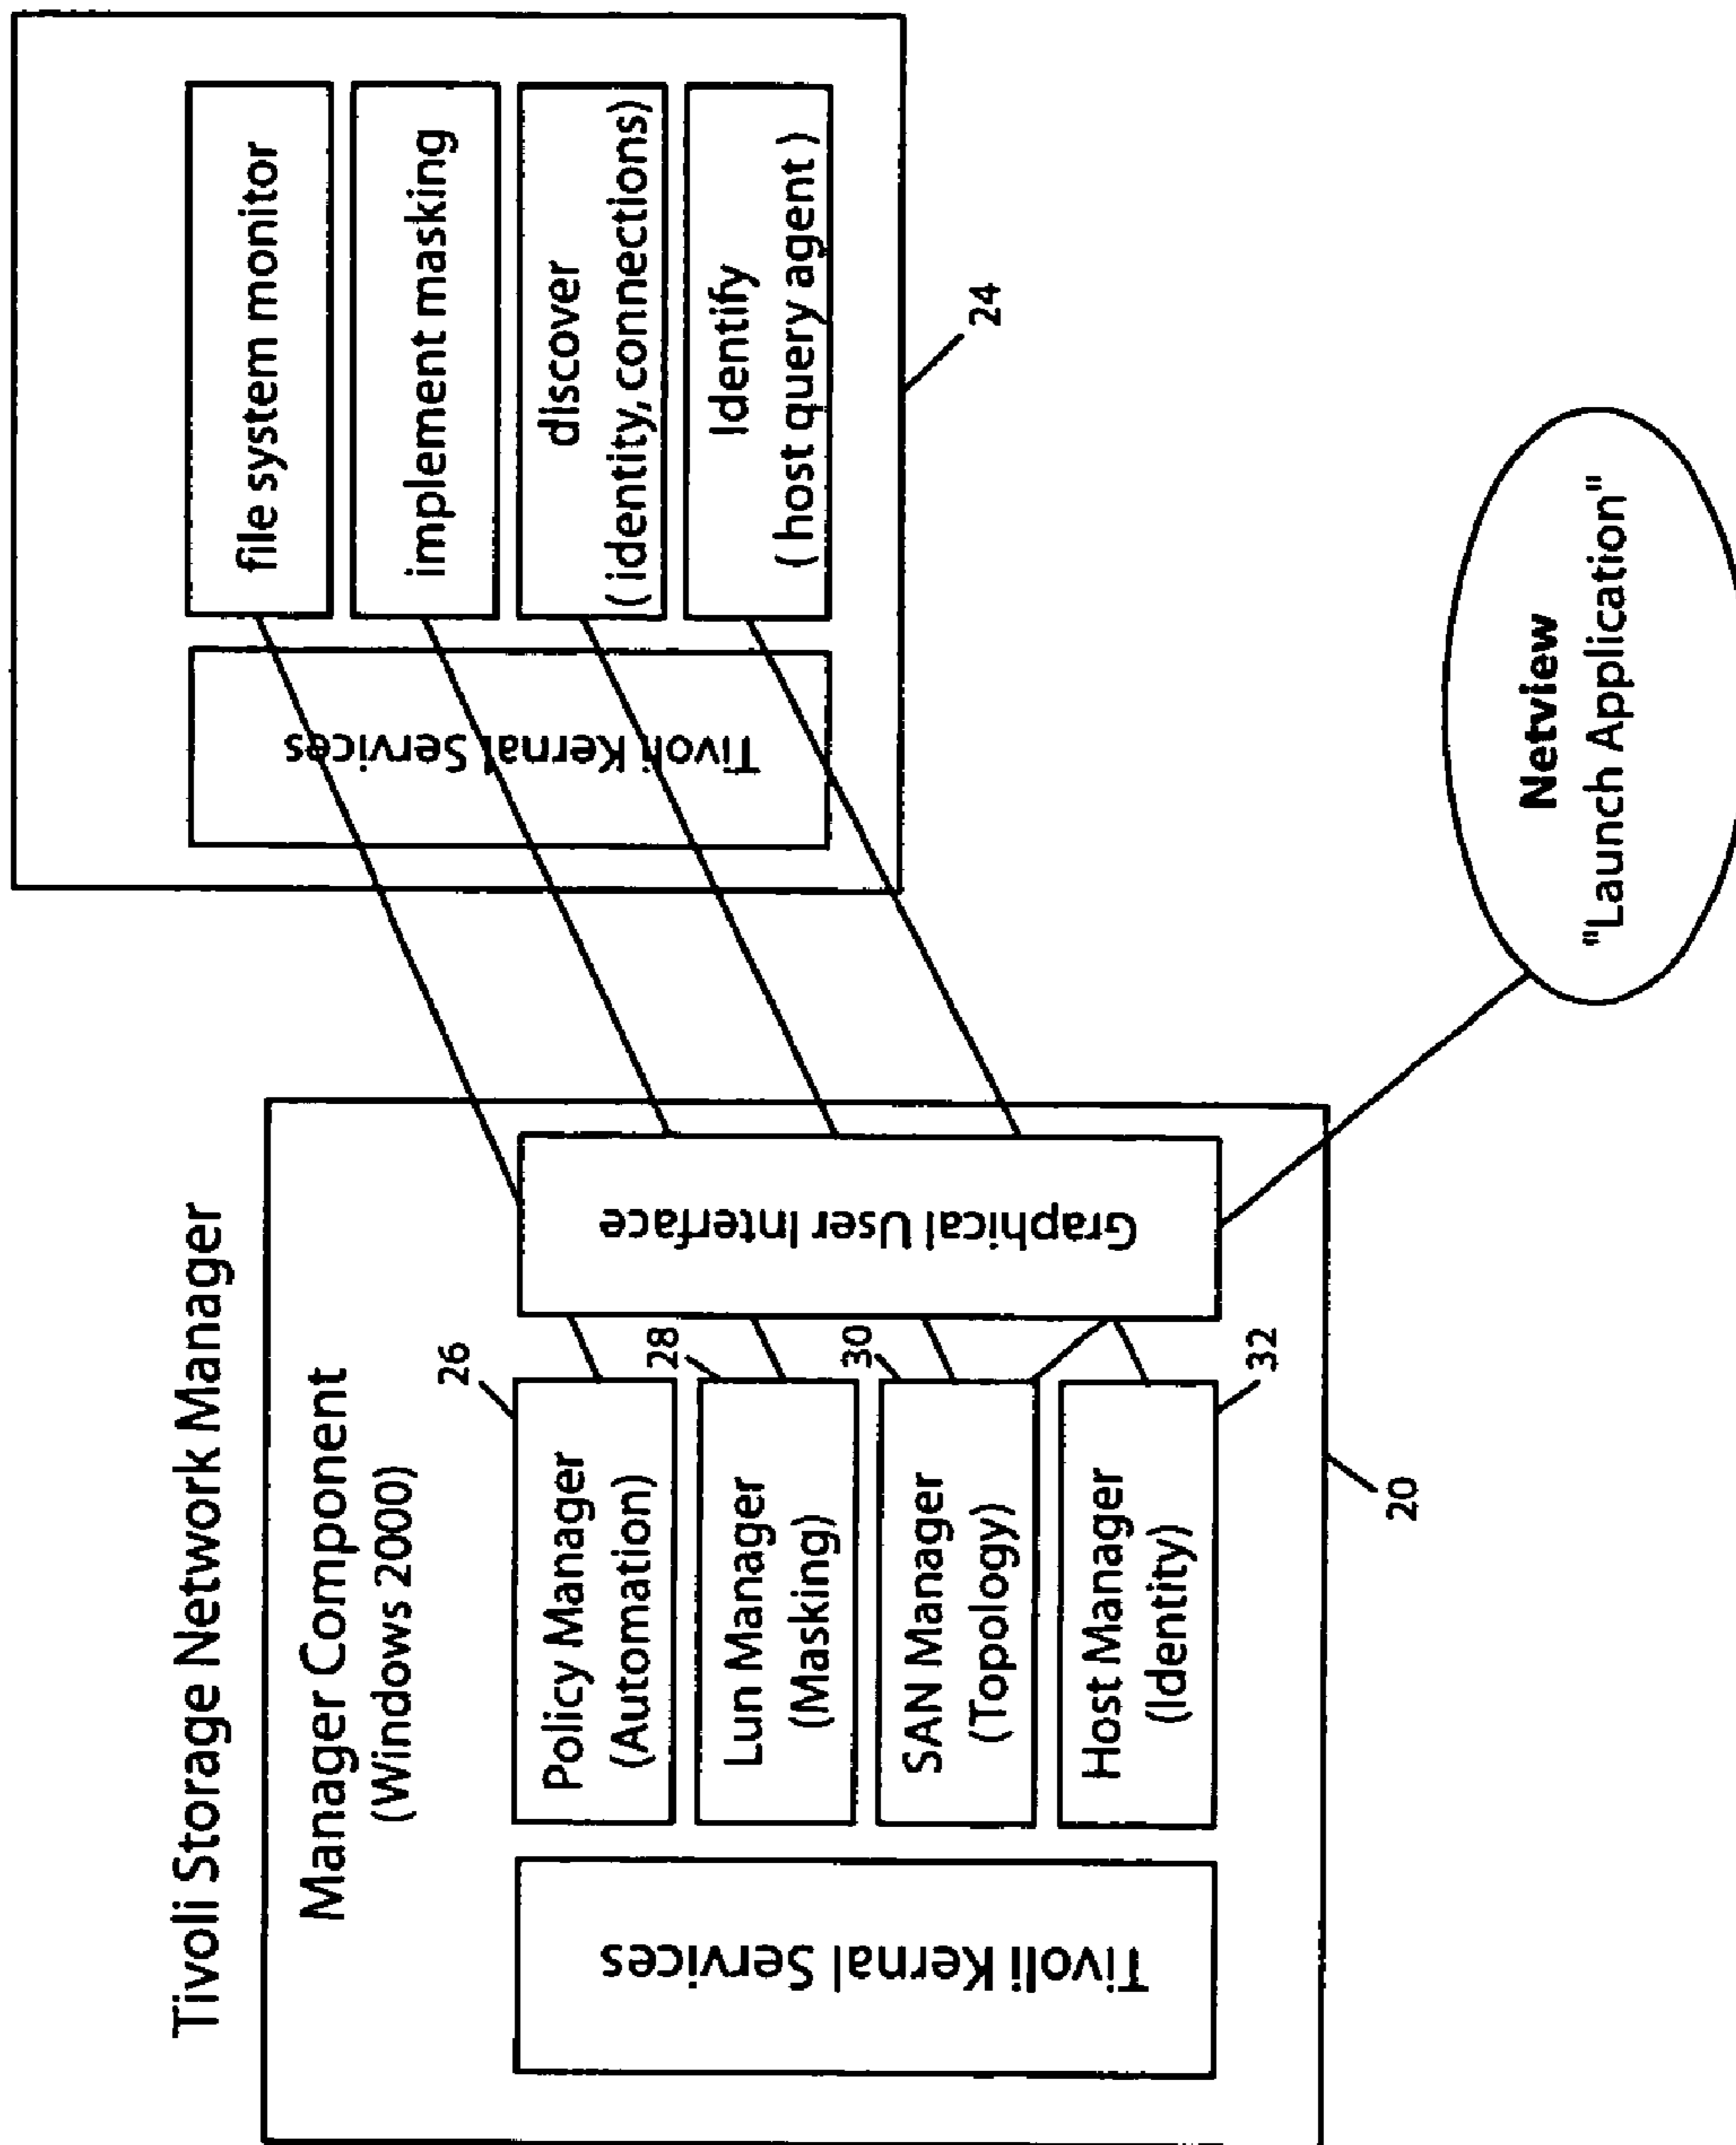 Tivoli Storage Network Manager
Manager Component
(Windows 2000)
Tivoli Kernal Services
Policy Manager
(Automation)
26
Lun Manager
(Masking)
28
SAN Manager
(Topology)
30
Host Manager
(Identity)
32
Graphical User Interface
20
Tivoli Kernal Services
file system monitor
implement masking
discover
( identity, connections)
Identify
( host query agent )
24
Netview
"Launch Application"